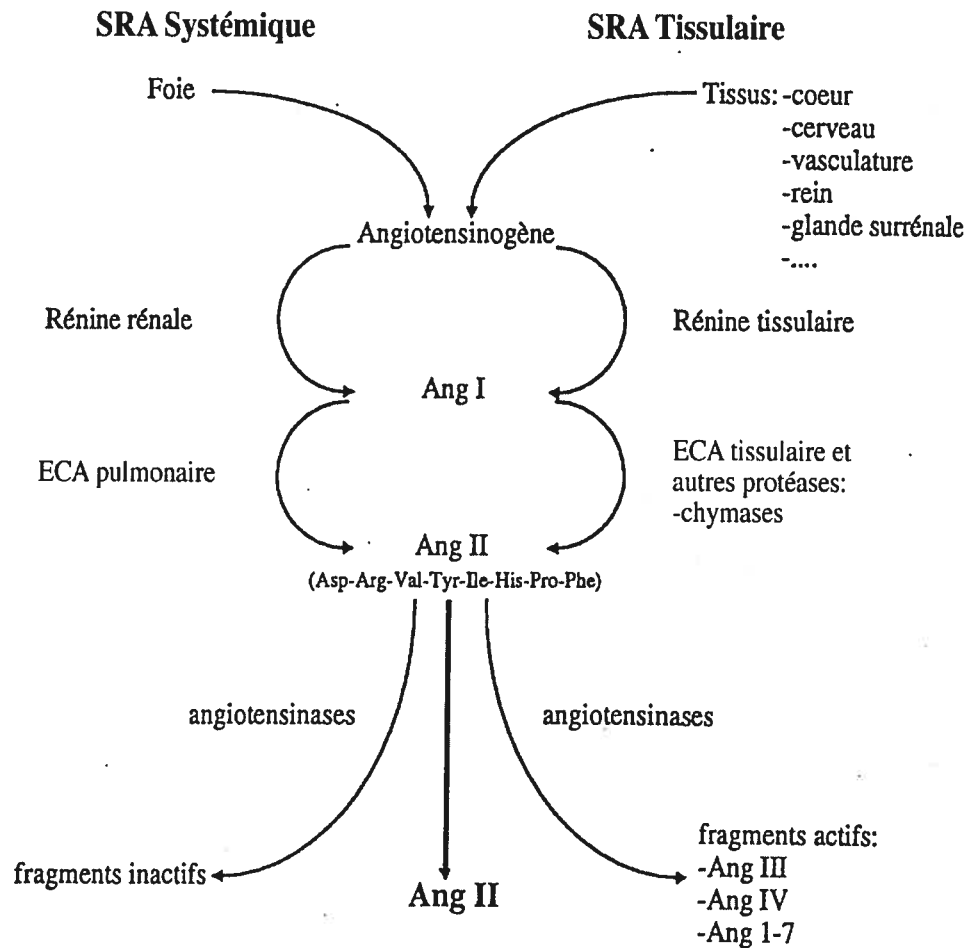 SRA Systémique
SRA Tissulaire
Foie
Tissus: -coeur
-cerveau
-vasculature
-rein
-glande surrénale
-....
Angiotensinogène
Rénine rénale
Rénine tissulaire
Ang I
ECA pulmonaire
ECA tissulaire et
autres protéases:
-chymases
Ang II
(Asp-Arg-Val-Tyr-Ile-His-Pro-Phe)
angiotensinases
angiotensinases
fragments inactifs
Ang II
fragments actifs:
-Ang III
-Ang IV
-Ang 1-7